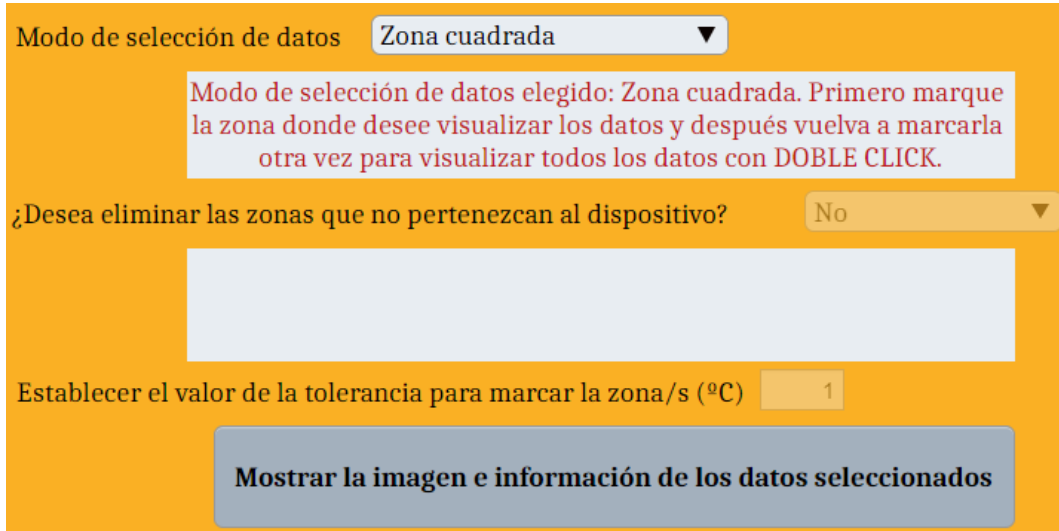 Modo de selección de datos Zona cuadrada ▼
Modo de selección de datos elegido: Zona cuadrada. Primero marque
la zona donde desee visualizar los datos y después vuelva a marcarla
otra vez para visualizar todos los datos con DOBLE CLICK.
¿Desea eliminar las zonas que no pertenezcan al dispositivo? No ▼
Establecer el valor de la tolerancia para marcar la zona/s (ºC) 1
Mostrar la imagen e información de los datos seleccionados